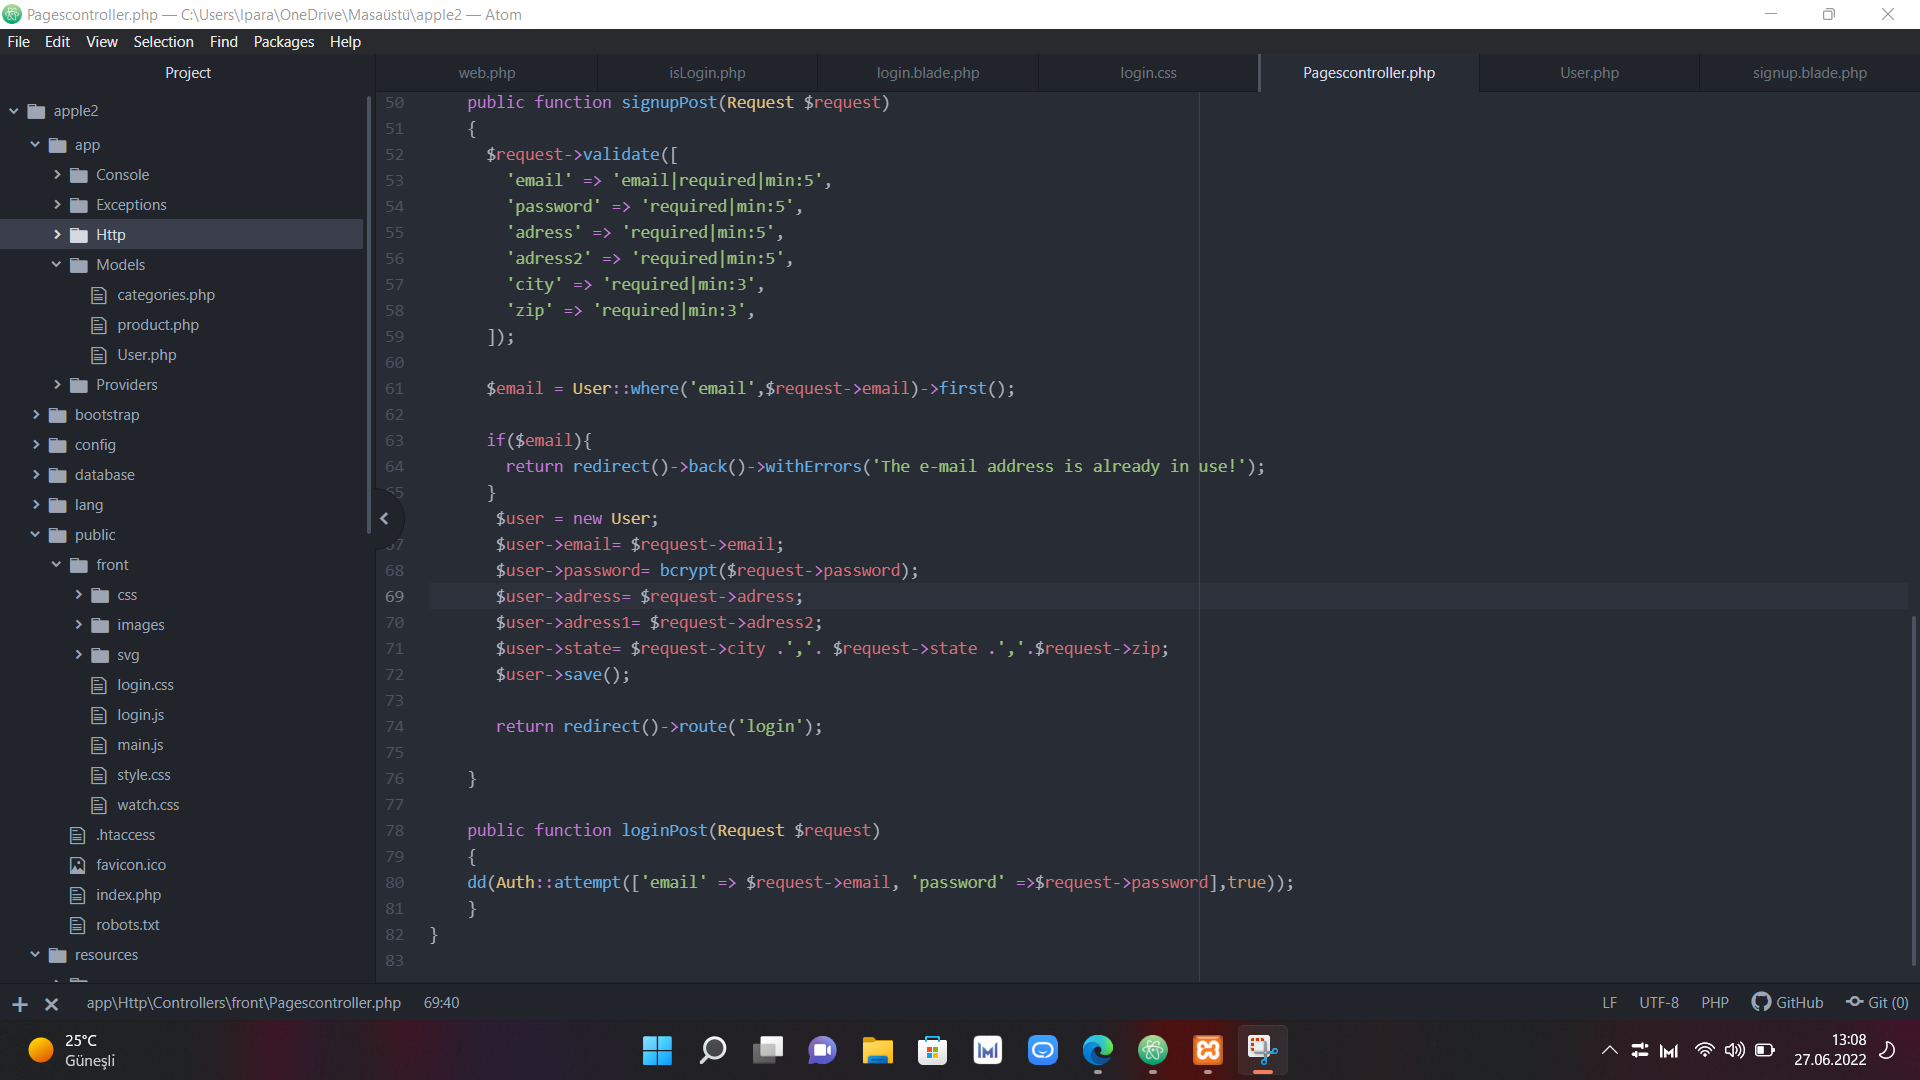 Pagescontroller.php — C:\Users\Ipara\OneDrive\Masaüstü\apple2 — Atom
File Edit View Selection Find Packages Help
Project
web.php isLogin.php login.blade.php login.css Pagescontroller.php User.php signup.blade.php
apple2
app
Console
Exceptions
Http
Models
categories.php
product.php
User.php
Providers
bootstrap
config
database
lang
public
front
css
images
svg
login.css
login.js
main.js
style.css
watch.css
.htaccess
favicon.ico
index.php
robots.txt
resources
50 public function signupPost(Request $request)
51 {
52 $request->validate([
53 'email' => 'email|required|min:5',
54 'password' => 'required|min:5',
55 'adress' => 'required|min:5',
56 'adress2' => 'required|min:5',
57 'city' => 'required|min:3',
58 'zip' => 'required|min:3',
59 ]);
60
61 $email = User::where('email',$request->email)->first();
62
63 if($email){
64 return redirect()->back()->withErrors('The e-mail address is already in use!');
65 }
$user = new User;
67 $user->email= $request->email;
68 $user->password= bcrypt($request->password);
69 $user->adress= $request->adress;
70 $user->adress1= $request->adress2;
71 $user->state= $request->city .','. $request->state .','.$request->zip;
72 $user->save();
73
74 return redirect()->route('login');
75
76 }
77
78 public function loginPost(Request $request)
79 {
80 dd(Auth::attempt(['email' => $request->email, 'password' =>$request->password],true));
81 }
82 }
83
app\Http\Controllers\front\Pagescontroller.php 69:40 LF UTF-8 PHP GitHub Git (0)
25°C
Güneşli
13:08
27.06.2022